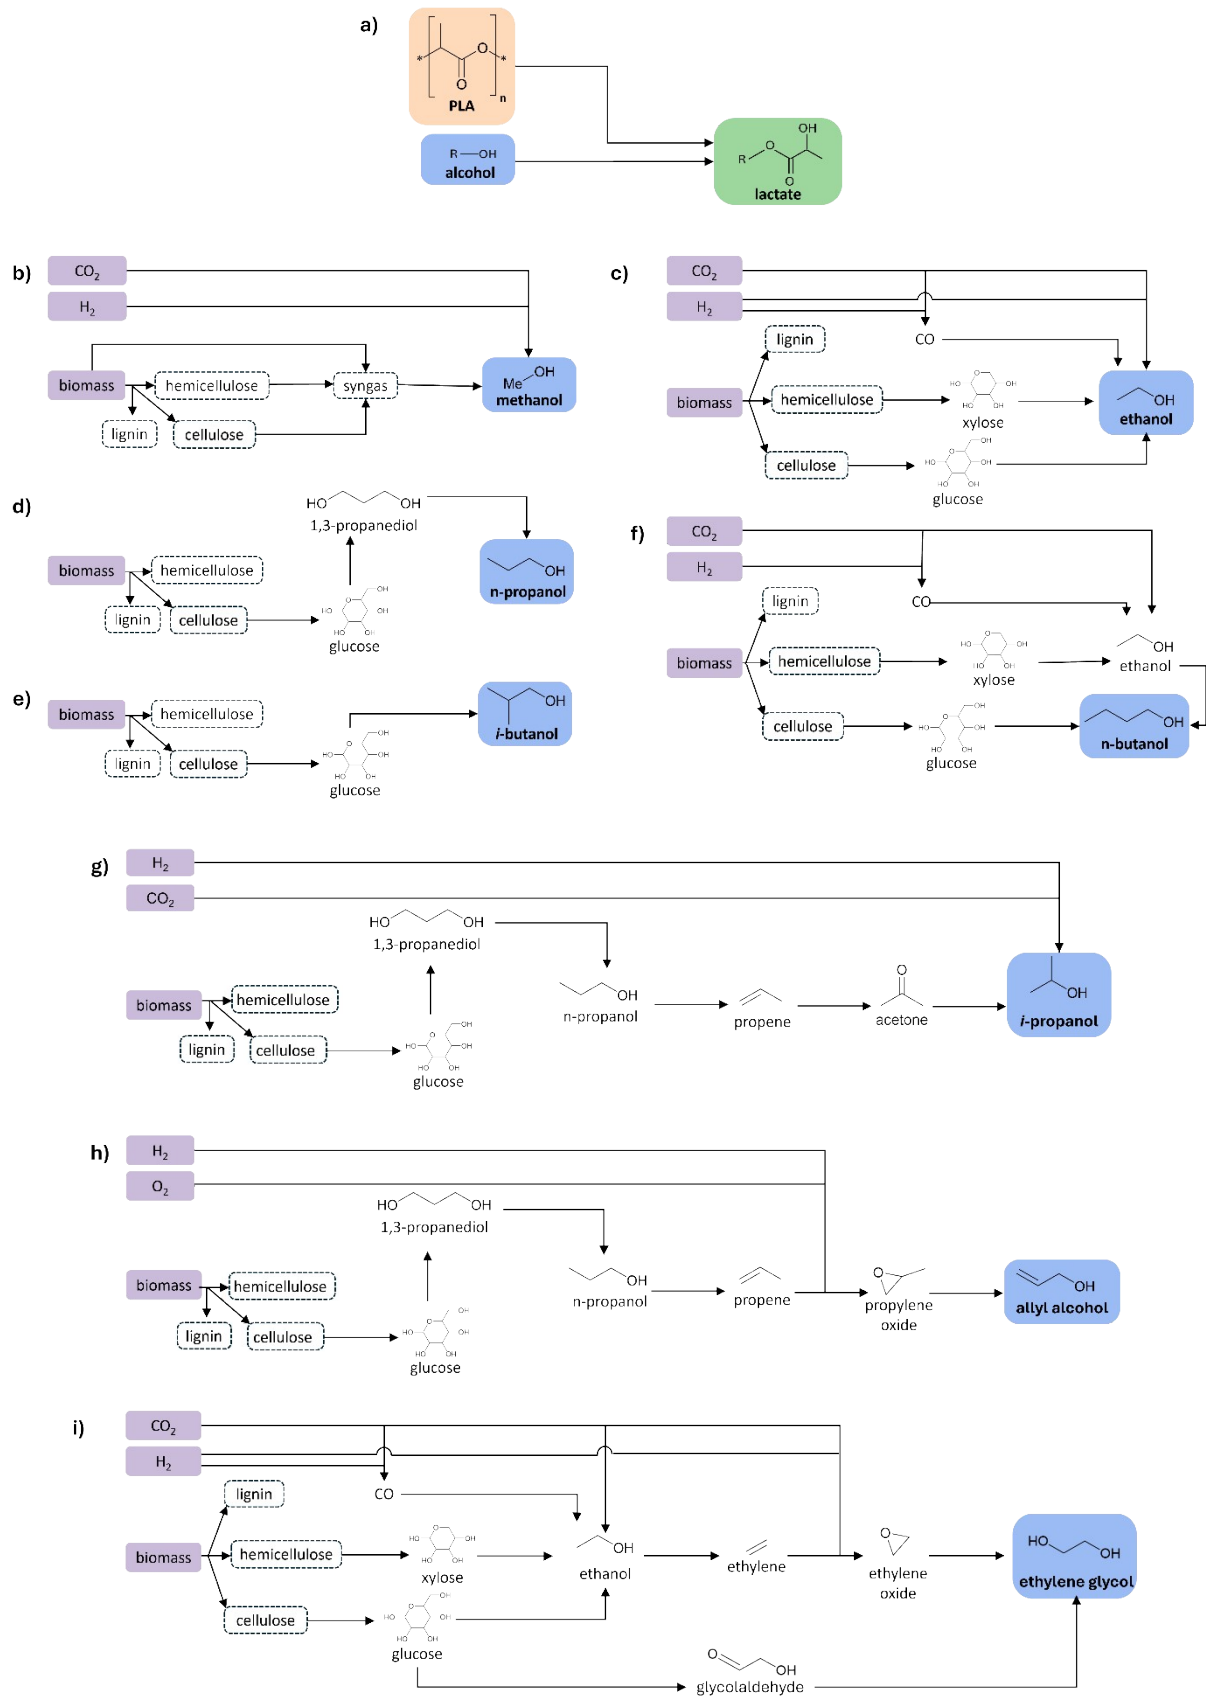 a)
*
O
*
O
n
PLA
R
OH
alcohol
OH
R
O
O
lactate
b)
CO₂
H₂
biomass
hemicellulose
syngas
lignin
cellulose
Me
OH
methanol
c)
CO₂
H₂
lignin
CO
biomass
hemicellulose
xylose
OH
ethanol
cellulose
glucose
d)
HO
OH
1,3-propanediol
biomass
hemicellulose
lignin
cellulose
glucose
OH
n-propanol
e)
biomass
hemicellulose
lignin
cellulose
glucose
OH
i-butanol
f)
CO₂
H₂
lignin
CO
biomass
hemicellulose
xylose
OH
ethanol
cellulose
glucose
OH
n-butanol
g)
H₂
CO₂
HO
OH
1,3-propanediol
biomass
hemicellulose
lignin
cellulose
glucose
OH
n-propanol
propene
O
acetone
OH
i-propanol
h)
H₂
O₂
HO
OH
1,3-propanediol
biomass
hemicellulose
lignin
cellulose
glucose
OH
n-propanol
propene
O
propylene
oxide
OH
allyl alcohol
i)
CO₂
H₂
lignin
CO
biomass
hemicellulose
xylose
OH
ethanol
ethylene
O
ethylene
oxide
HO
OH
ethylene glycol
cellulose
glucose
O
OH
glycolaldehyde